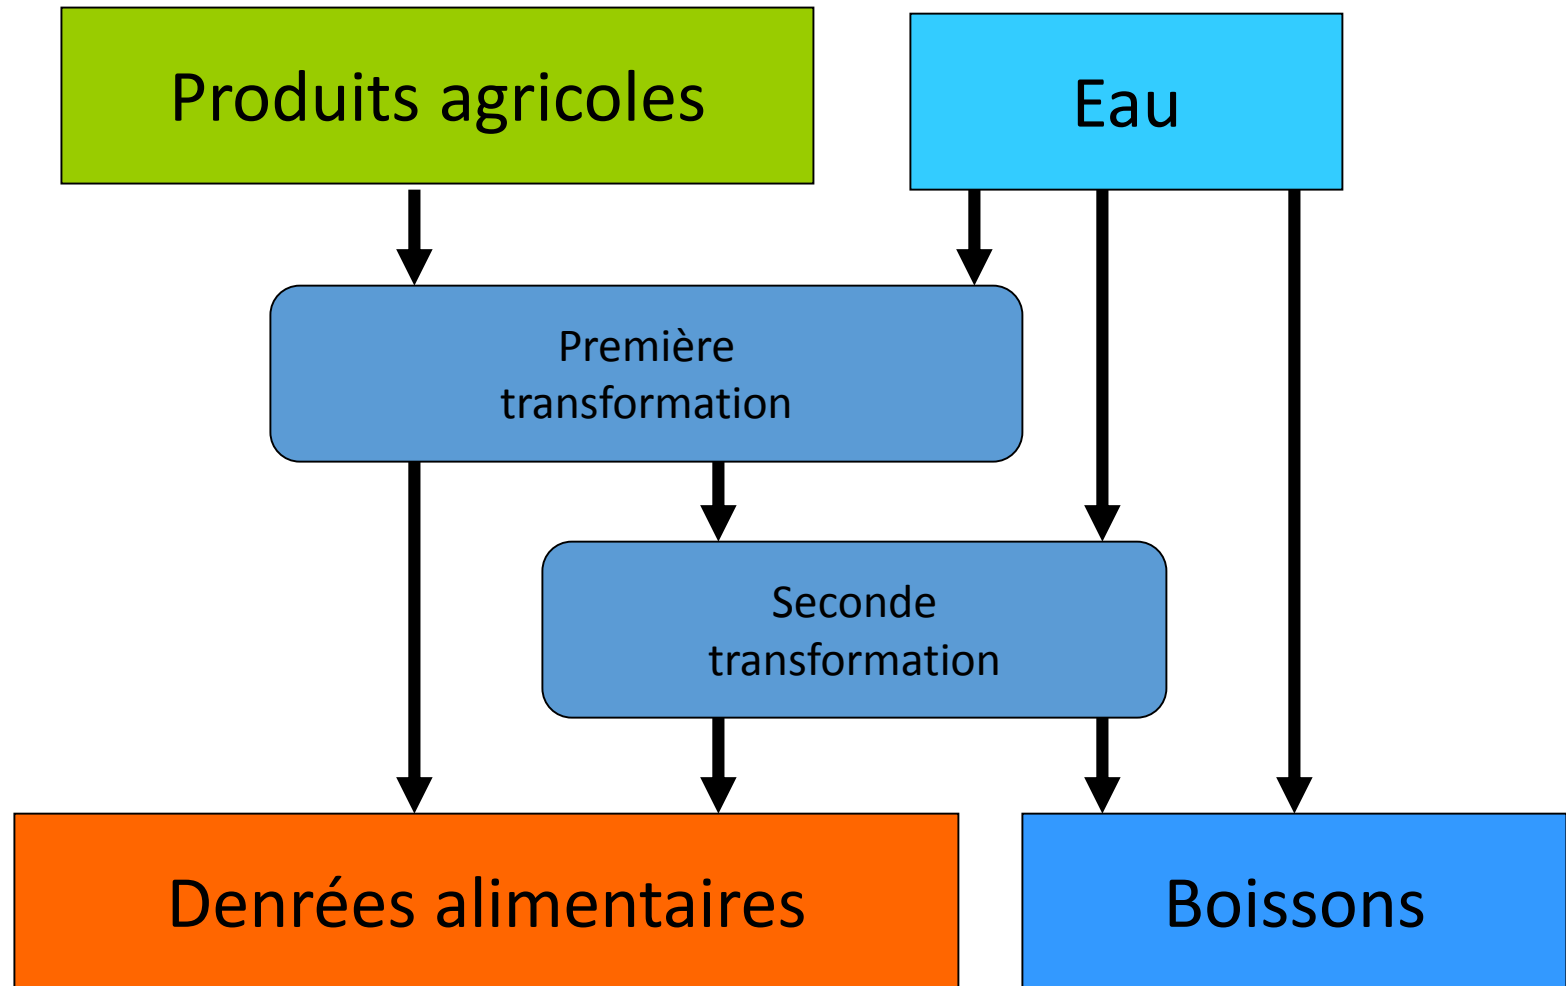 Produits agricoles
Eau
Première
transformation
Seconde
transformation
Denrées alimentaires
Boissons